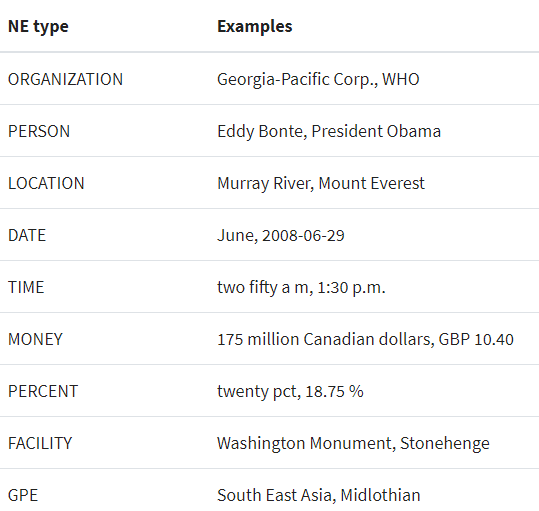 NE type Examples
ORGANIZATION Georgia-Pacific Corp., WHO
PERSON Eddy Bonte, President Obama
LOCATION Murray River, Mount Everest
DATE June, 2008-06-29
TIME two fifty a m, 1:30 p.m.
MONEY 175 million Canadian dollars, GBP 10.40
PERCENT twenty pct, 18.75 %
FACILITY Washington Monument, Stonehenge
GPE South East Asia, Midlothian